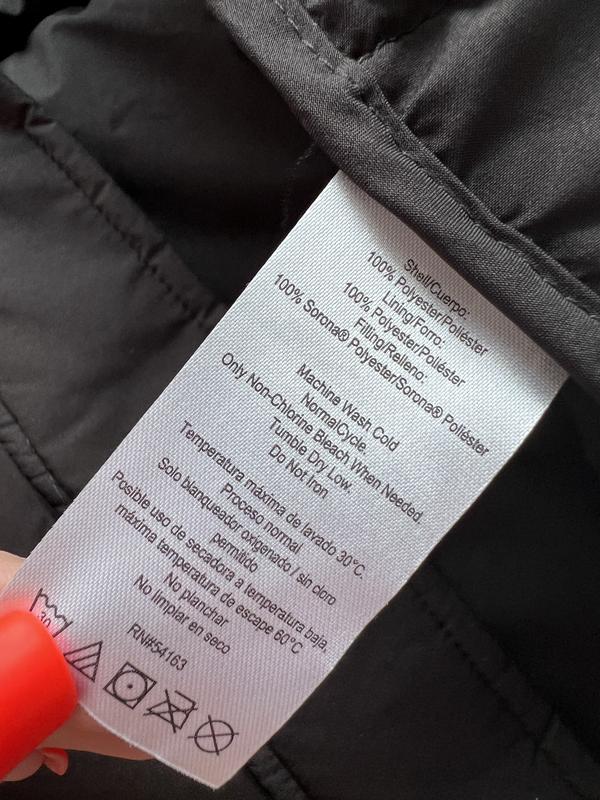 Shell/Cuerpo:
100% Polyester/Poliéster
Lining/Forro:
100% Polyester/Poliéster
Filling/Relleno:
100% Sorona® Polyester/Sorona® Poliéster
Machine Wash Cold
NormalCycle.
Only Non-Chlorine Bleach When Needed.
Tumble Dry Low.
Do Not Iron
Temperatura máxima de lavado 30°C.
Proceso normal
Solo blanqueador oxigenado / sin cloro
permitido
Posible uso de secadora a temperatura baja,
máxima temperatura de escape 60°C
No planchar
No limpiar en seco
RN#54163
30